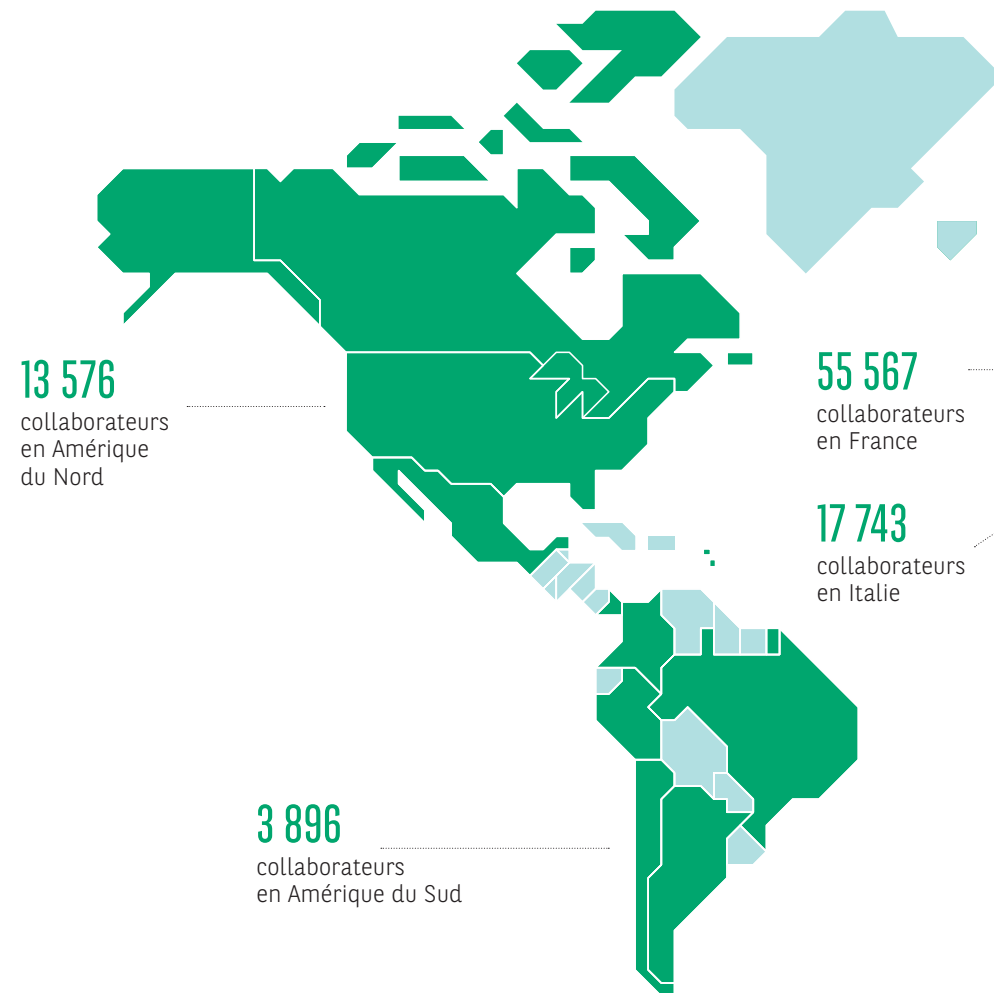 13 576
collaborateurs
en Amérique
du Nord
55 567
collaborateurs
en France
17 743
collaborateurs
en Italie
3 896
collaborateurs
en Amérique du Sud